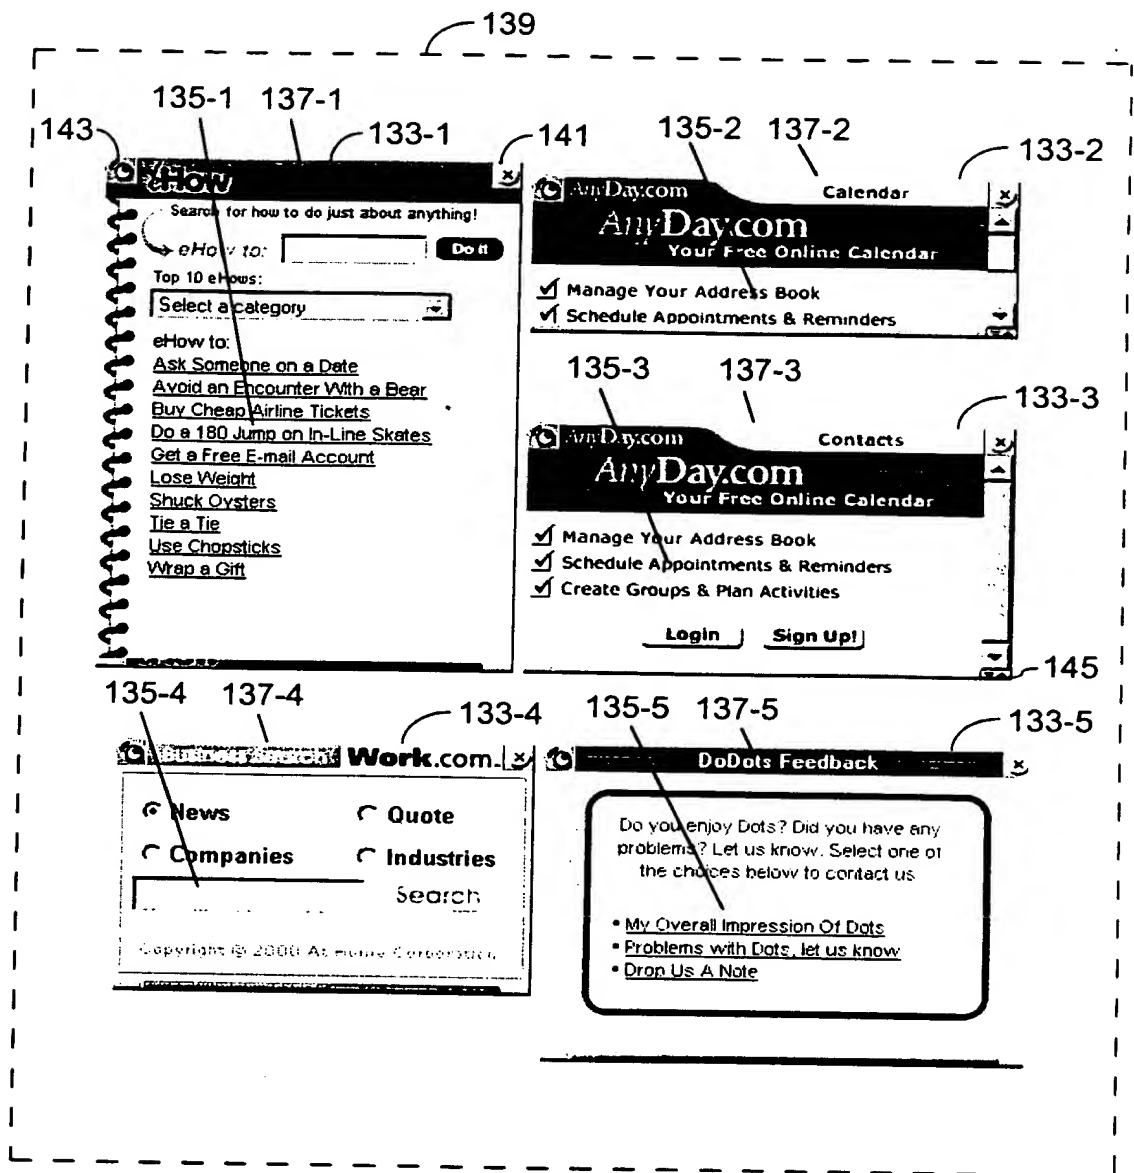 139
135-1 137-1
143 133-1 141
eHow
Search for how to do just about anything!
eHow to: Do it
Top 10 eHows:
Select a category
eHow to:
Ask Someone on a Date
Avoid an Encounter With a Bear
Buy Cheap Airline Tickets
Do a 180 Jump on In-Line Skates
Get a Free E-mail Account
Lose Weight
Shuck Oysters
Tie a Tie
Use Chopsticks
Wrap a Gift
135-2 137-2
133-2
AnyDay.com Calendar
AnyDay.com
Your Free Online Calendar
Manage Your Address Book
Schedule Appointments & Reminders
135-3 137-3
133-3
AnyDay.com Contacts
AnyDay.com
Your Free Online Calendar
Manage Your Address Book
Schedule Appointments & Reminders
Create Groups & Plan Activities
Login Sign Up!
145
135-4 137-4
133-4
Business Search Work.com
News Quote
Companies Industries
Search
Copyright © 2000 At Home Corporation
135-5 137-5
133-5
DoDots Feedback
Do you enjoy Dots? Did you have any
problems? Let us know. Select one of
the choices below to contact us
• My Overall Impression Of Dots
• Problems with Dots, let us know
• Drop Us A Note